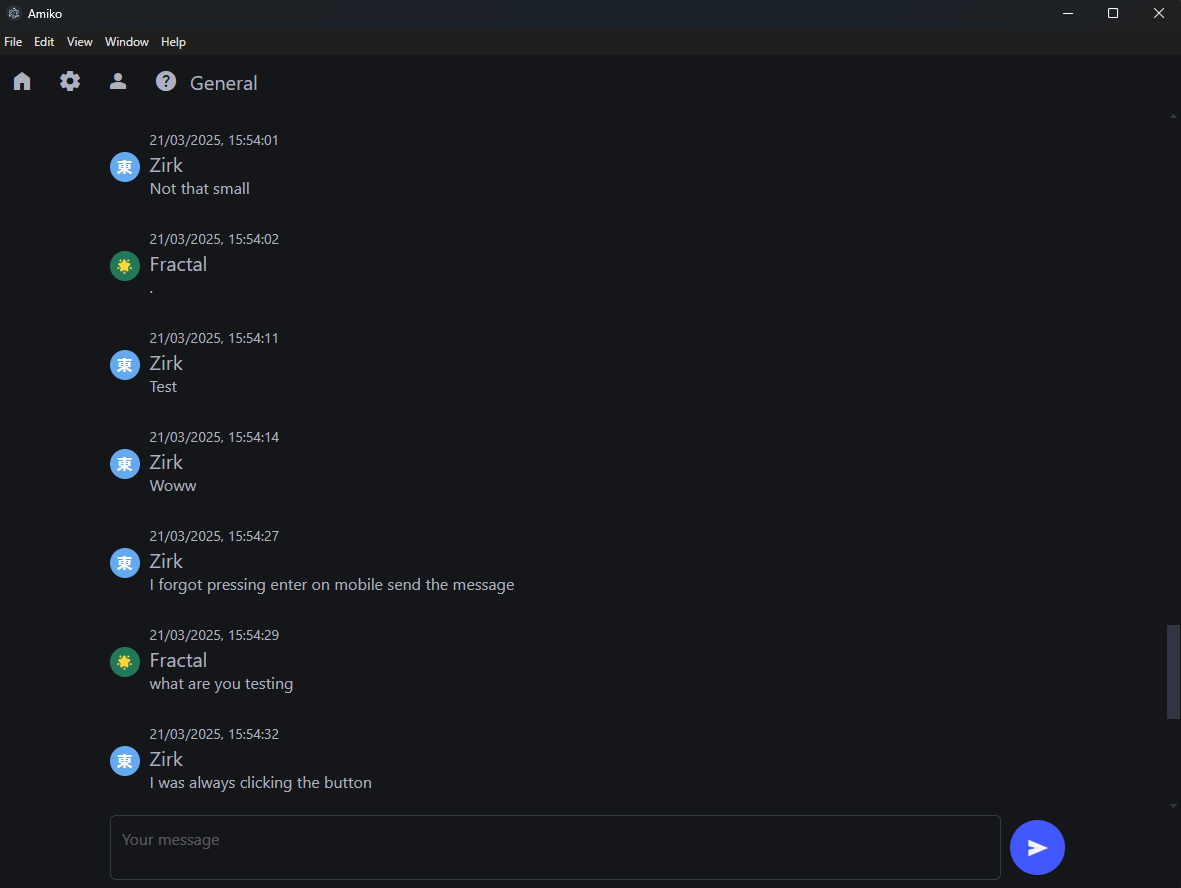 Amiko
File Edit View Window Help
General
21/03/2025, 15:54:01
東 Zirk
Not that small
21/03/2025, 15:54:02
Fractal
.
21/03/2025, 15:54:11
東 Zirk
Test
21/03/2025, 15:54:14
東 Zirk
Woww
21/03/2025, 15:54:27
東 Zirk
I forgot pressing enter on mobile send the message
21/03/2025, 15:54:29
Fractal
what are you testing
21/03/2025, 15:54:32
東 Zirk
I was always clicking the button
Your message